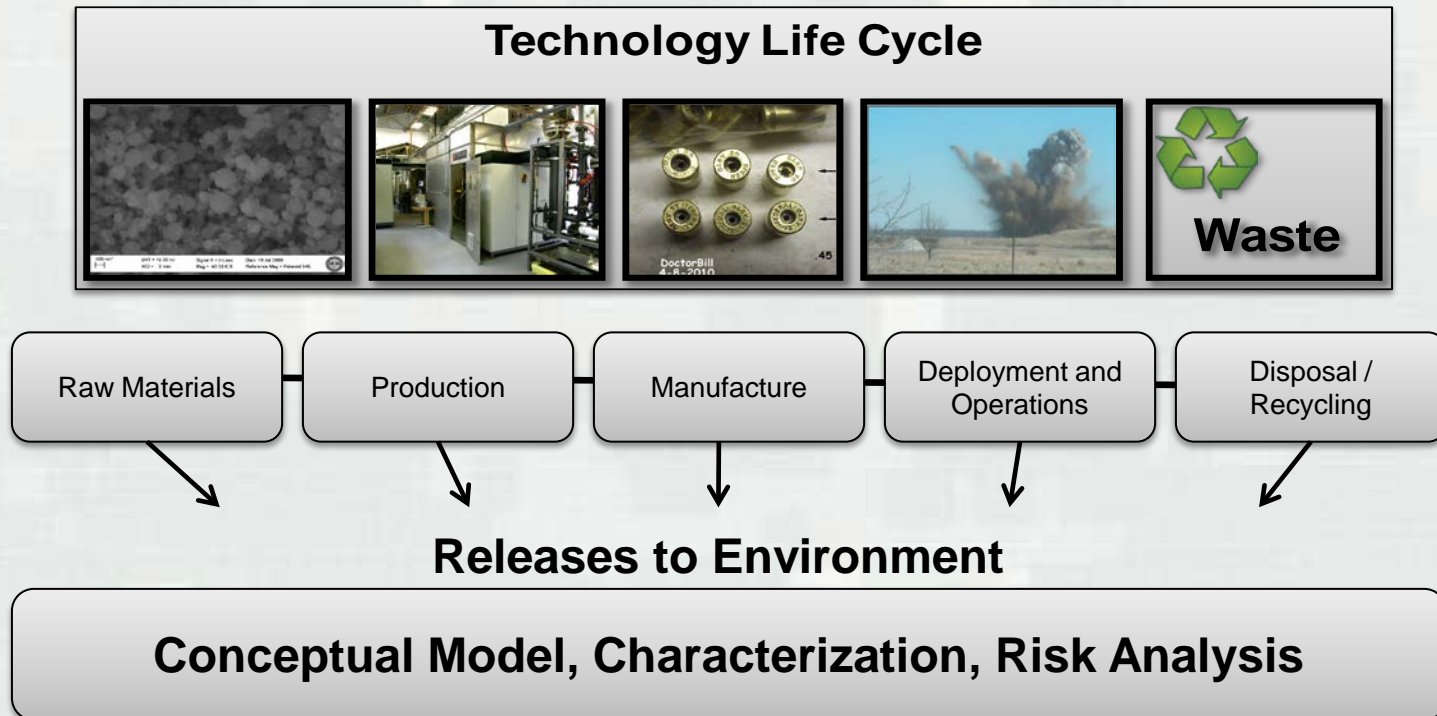 Technology Life Cycle
DoctorBill
4-8-2010
.45
Waste
Raw Materials
Production
Manufacture
Deployment and
Operations
Disposal /
Recycling
Releases to Environment
Conceptual Model, Characterization, Risk Analysis